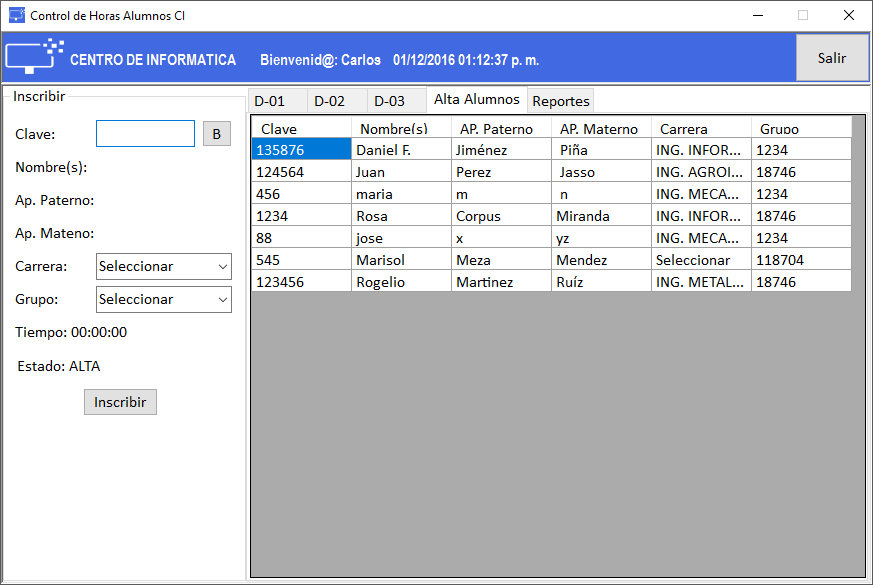 Control de Horas Alumnos CI
CENTRO DE INFORMATICA Bienvenid@: Carlos 01/12/2016 01:12:37 p. m. Salir
Inscribir
Clave: B
Nombre(s):
Ap. Paterno:
Ap. Mateno:
Carrera: Seleccionar
Grupo: Seleccionar
Tiempo: 00:00:00
Estado: ALTA
Inscribir
D-01 D-02 D-03 Alta Alumnos Reportes
Clave Nombre(s) AP. Paterno AP. Materno Carrera Grupo
135876 Daniel F. Jiménez Piña ING. INFOR... 1234
124564 Juan Perez Jasso ING. AGROI... 18746
456 maria m n ING. MECA... 1234
1234 Rosa Corpus Miranda ING. INFOR... 18746
88 jose x yz ING. MECA... 1234
545 Marisol Meza Mendez Seleccionar 118704
123456 Rogelio Martinez Ruíz ING. METAL... 18746